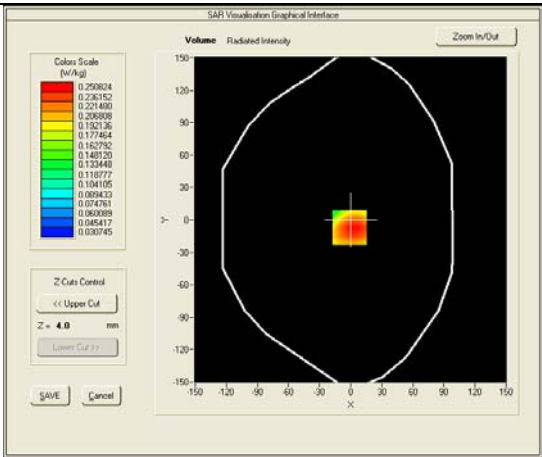 SAR Visualisation Graphical Interface
Volume Radiated Intensity
Zoom In/Out
Colors Scale
(W/kg)
0.250824
0.236152
0.221480
0.206808
0.192136
0.177464
0.162792
0.148120
0.133448
0.118777
0.104105
0.089433
0.074761
0.060089
0.045417
0.030745
Z Cuts Control
<< Upper Cut
Z = 4.0 mm
Lower Cut >>
SAVE Cancel
150
120
90
60
30
0
-30
-60
-90
-120
-150
Y
-150 -120 -90 -60 -30 0 30 60 90 120 150
X